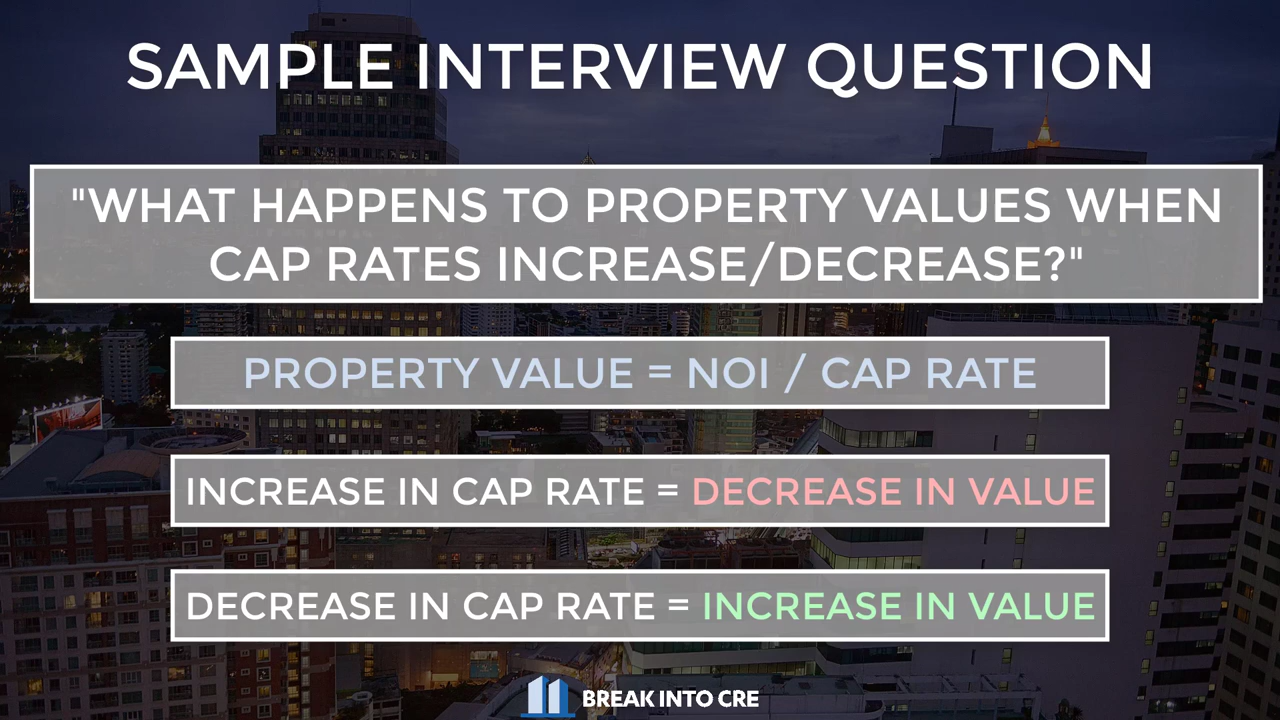 SAMPLE INTERVIEW QUESTION
"WHAT HAPPENS TO PROPERTY VALUES WHEN
CAP RATES INCREASE/DECREASE?"
PROPERTY VALUE = NOI / CAP RATE
INCREASE IN CAP RATE = DECREASE IN VALUE
DECREASE IN CAP RATE = INCREASE IN VALUE
BREAK INTO CRE